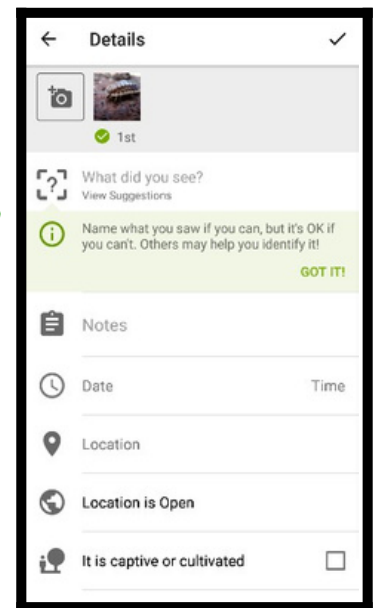 Details
1st
What did you see?
View Suggestions
Name what you saw if you can, but it's OK if
you can't. Others may help you identify it!
GOT IT!
Notes
Date Time
Location
Location is Open
It is captive or cultivated